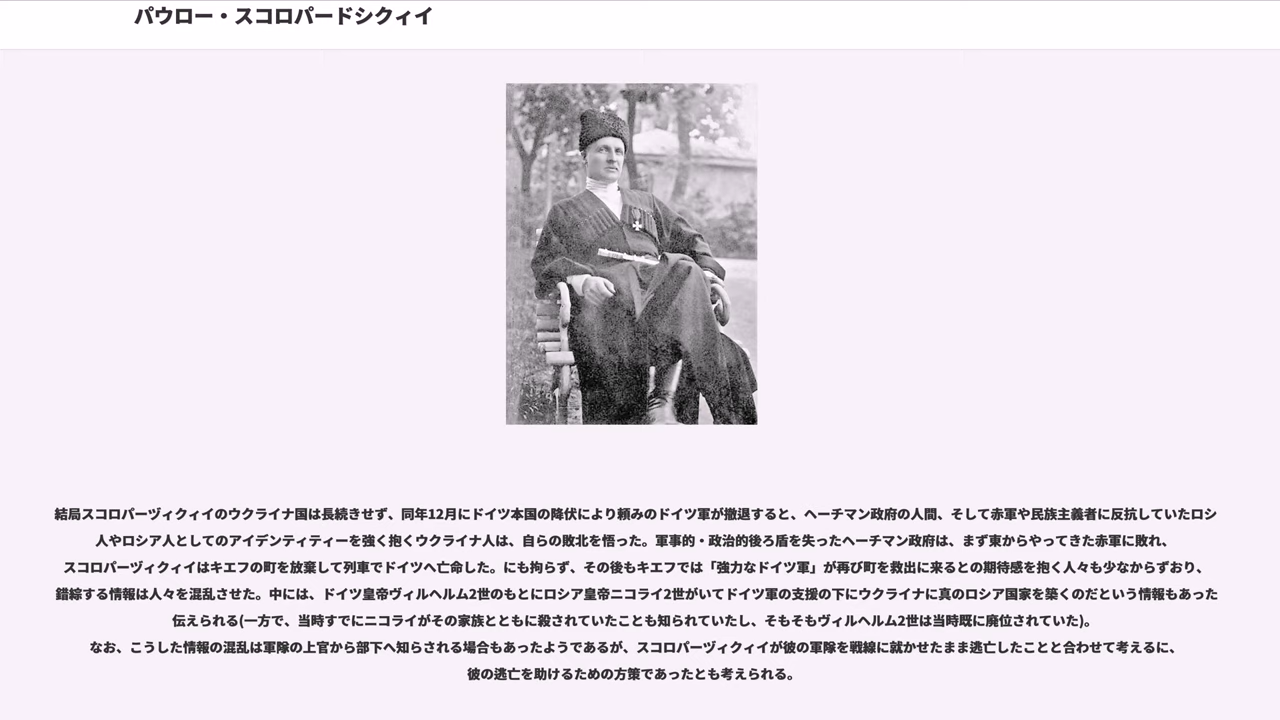 パウロー・スコロパードシクィイ
結局スコロパーヴィクィイのウクライナ国は長続きせず、同年12月にドイツ本国の降伏により頼みのドイツ軍が撤退すると、ヘーチマン政府の人間、そして赤軍や民族主義者に反抗していたロシ
人やロシア人としてのアイデンティティーを強く抱くウクライナ人は、自らの敗北を悟った。軍事的・政治的後ろ盾を失ったヘーチマン政府は、まず東からやってきた赤軍に敗れ、
スコロパーヴィクィイはキエフの町を放棄して列車でドイツへ亡命した。にも拘らず、その後もキエフでは「強力なドイツ軍」が再び町を救出に来るとの期待感を抱く人々も少なからずおり、
錯綜する情報は人々を混乱させた。中には、ドイツ皇帝ヴィルヘルム2世のもとにロシア皇帝ニコライ2世がいてドイツ軍の支援の下にウクライナに真のロシア国家を築くのだという情報もあった
伝えられる(一方で、当時すでにニコライがその家族とともに殺されていたことも知られていたし、そもそもヴィルヘルム2世は当時既に廃位されていた)。
なお、こうした情報の混乱は軍隊の上官から部下へ知らされる場合もあったようであるが、スコロパーヴィクィイが彼の軍隊を戦線に就かせたまま逃亡したことと合わせて考えるに、
彼の逃亡を助けるための方策であったとも考えられる。